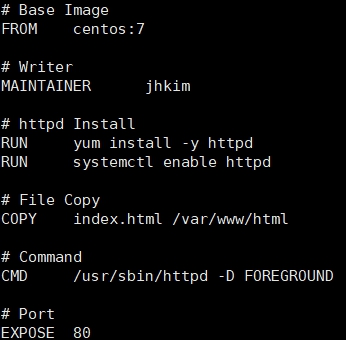 # Base Image
FROM    centos:7
# Writer
MAINTAINER      jhkim
# httpd Install
RUN     yum install -y httpd
RUN     systemctl enable httpd
# File Copy
COPY    index.html /var/www/html
# Command
CMD     /usr/sbin/httpd -D FOREGROUND
# Port
EXPOSE  80